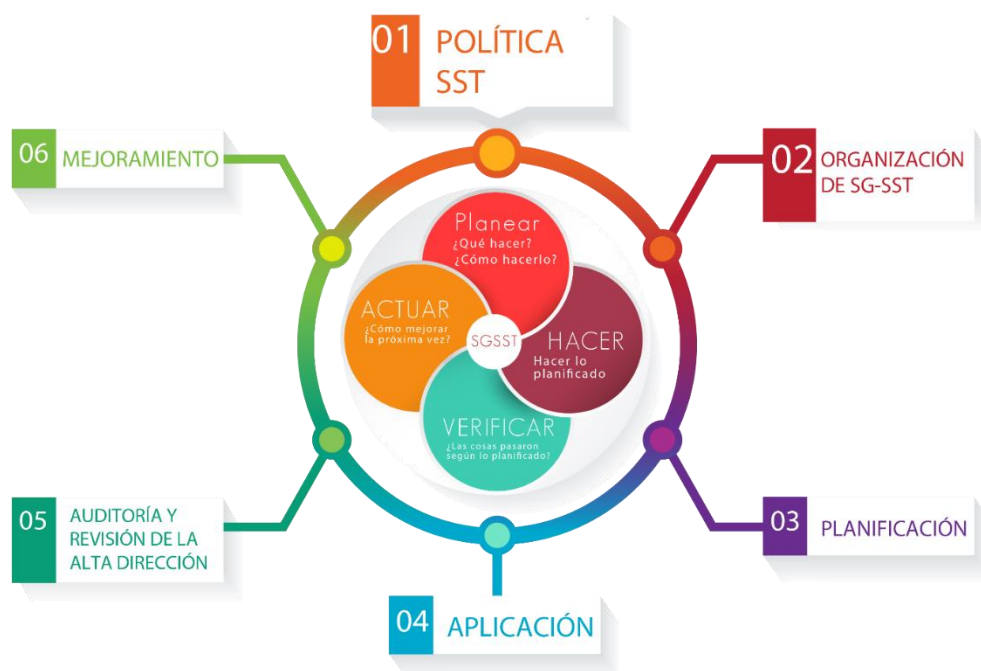 01 POLÍTICA
SST
02 ORGANIZACIÓN
DE SG-SST
03 PLANIFICACIÓN
04 APLICACIÓN
05 AUDITORÍA Y
REVISIÓN DE LA
ALTA DIRECCIÓN
06 MEJORAMIENTO
Planear
¿Qué hacer?
¿Cómo hacerlo?
HACER
Hacer lo
planificado
VERIFICAR
¿Las cosas pasaron
según lo planificado?
ACTUAR
¿Cómo mejorar
la próxima vez?
SGSST